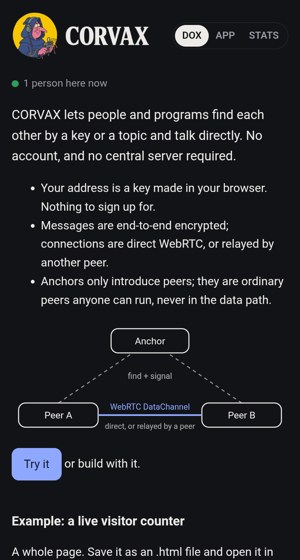 CORVAX
DOX APP STATS
1 person here now
CORVAX lets people and programs find each
other by a key or a topic and talk directly. No
account, and no central server required.
• Your address is a key made in your browser.
Nothing to sign up for.
• Messages are end-to-end encrypted;
connections are direct WebRTC, or relayed by
another peer.
• Anchors only introduce peers; they are ordinary
peers anyone can run, never in the data path.
Anchor
find + signal
Peer A
WebRTC DataChannel
Peer B
direct, or relayed by a peer
Try it or build with it.
Example: a live visitor counter
A whole page. Save it as an .html file and open it in